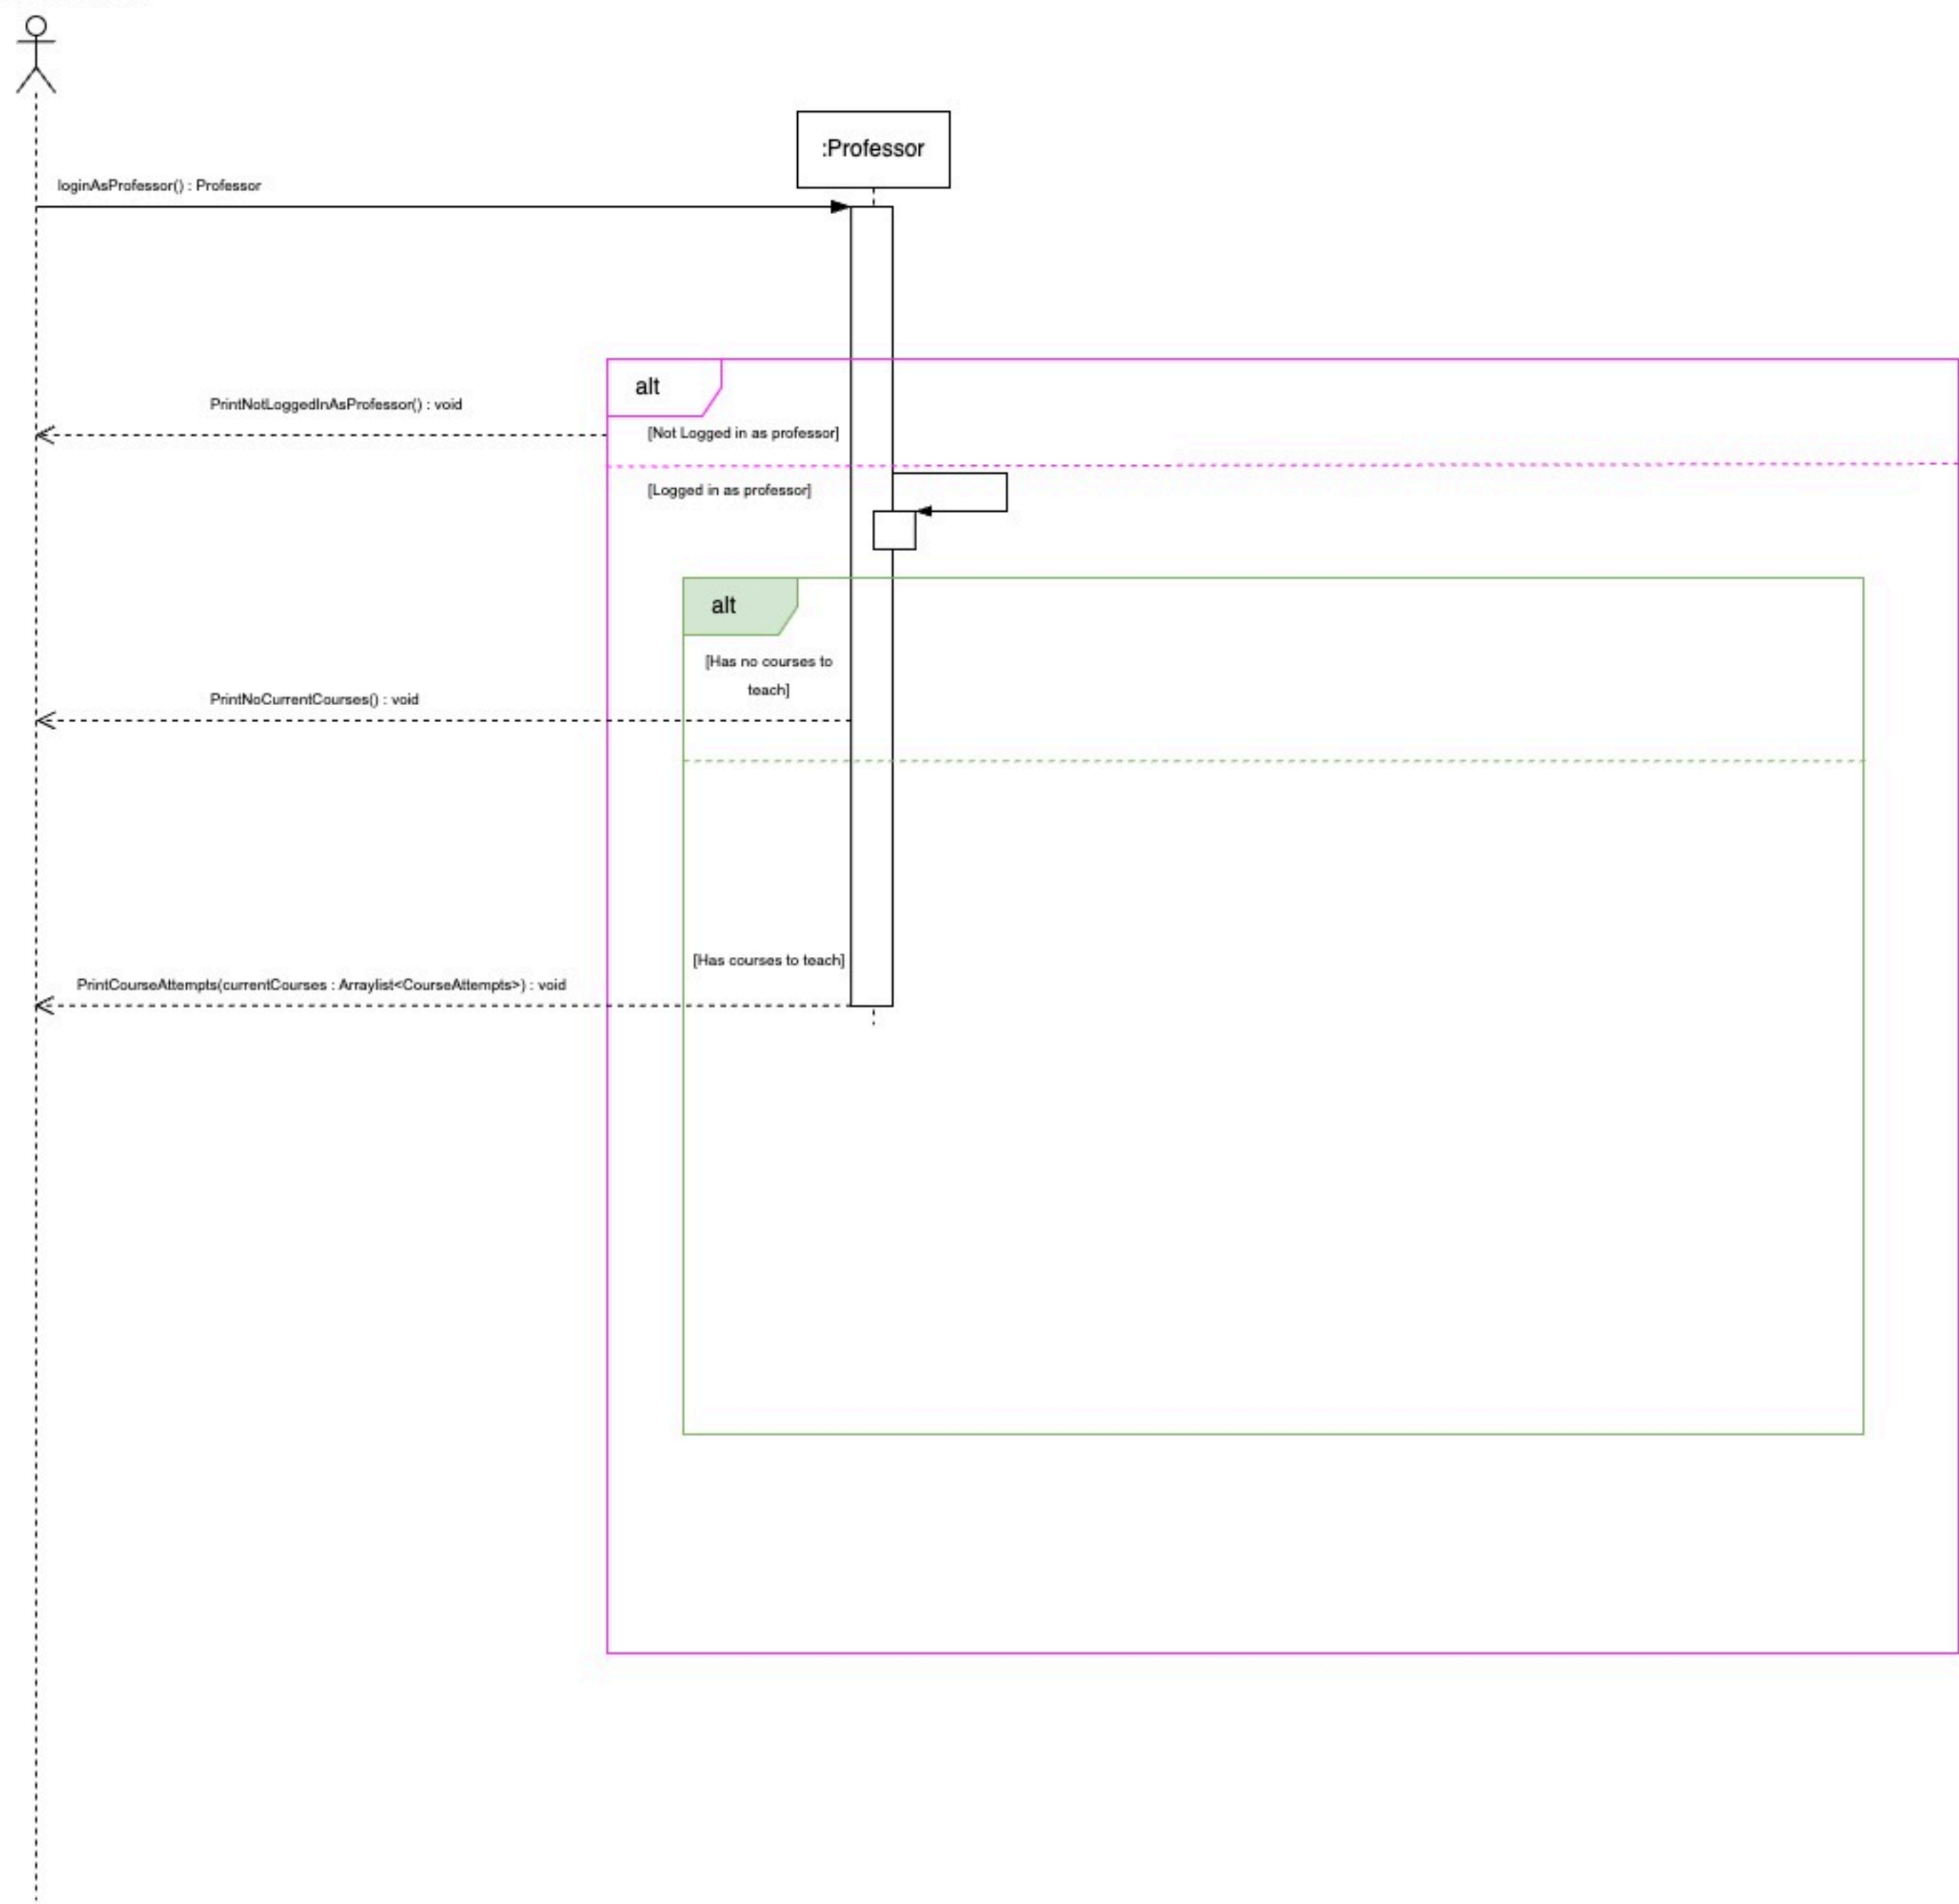 :Professor
loginAsProfessor() : Professor
alt
PrintNotLoggedInAsProfessor() : void
[Not Logged in as professor]
[Logged in as professor]
alt
[Has no courses to
teach]
PrintNoCurrentCourses() : void
[Has courses to teach]
PrintCourseAttempts(currentCourses : Arraylist<CourseAttempts>) : void